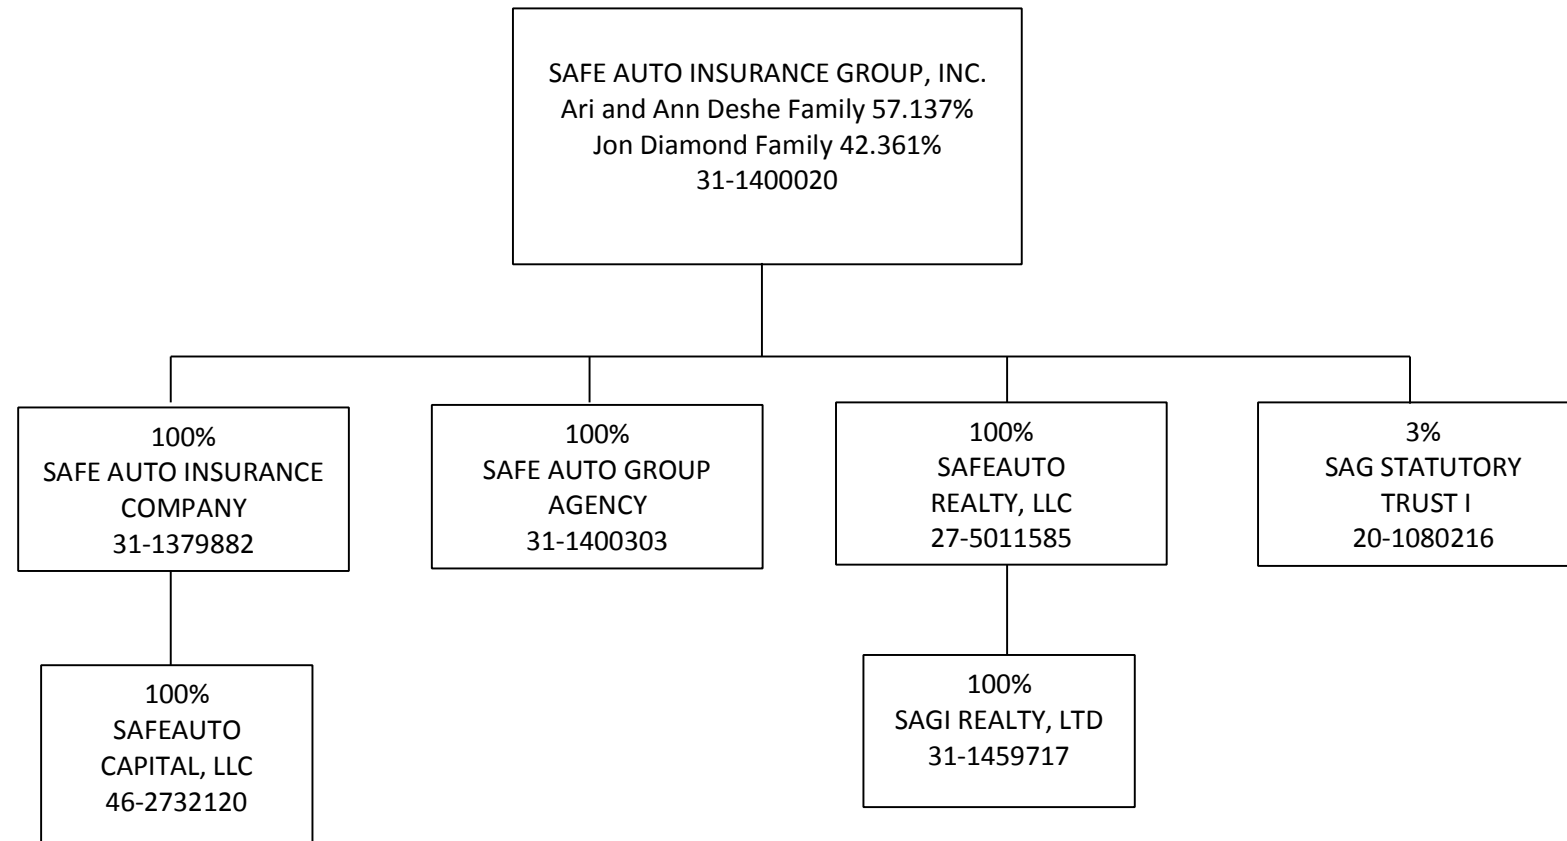 SAFE AUTO INSURANCE GROUP, INC.
Ari and Ann Deshe Family 57.137%
Jon Diamond Family 42.361%
31-1400020
100%
SAFE AUTO INSURANCE
COMPANY
31-1379882
100%
SAFE AUTO GROUP
AGENCY
31-1400303
100%
SAFEAUTO
REALTY, LLC
27-5011585
3%
SAG STATUTORY
TRUST I
20-1080216
100%
SAFEAUTO
CAPITAL, LLC
46-2732120
100%
SAGI REALTY, LTD
31-1459717